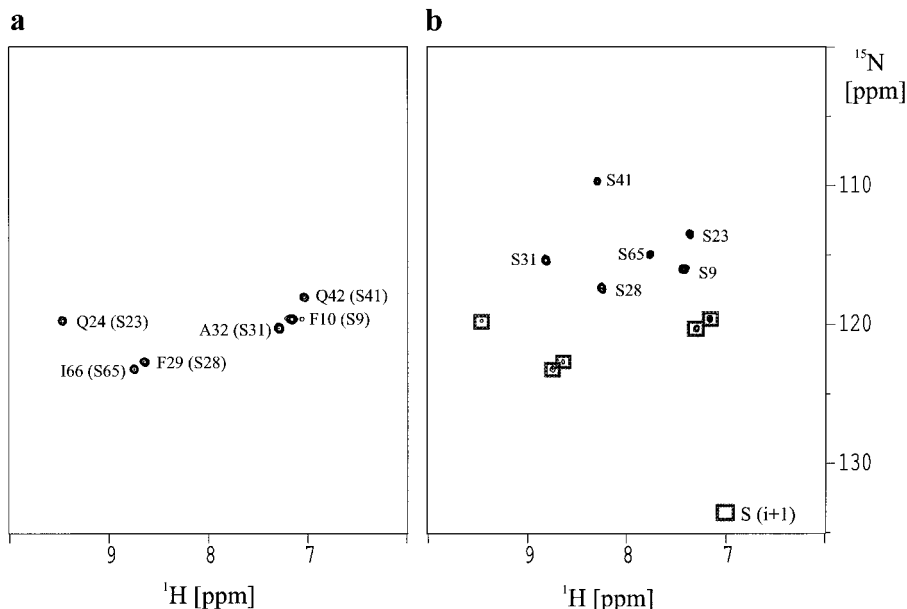 a
b
15N
[ppm]
Q24 (S23)
Q42 (S41)
A32 (S31)
F10 (S9)
I66 (S65)
F29 (S28)
S41
S23
S31
S65
S9
S28
S (i+1)
110
120
130
9 8 7
9 8 7
1H [ppm]
1H [ppm]